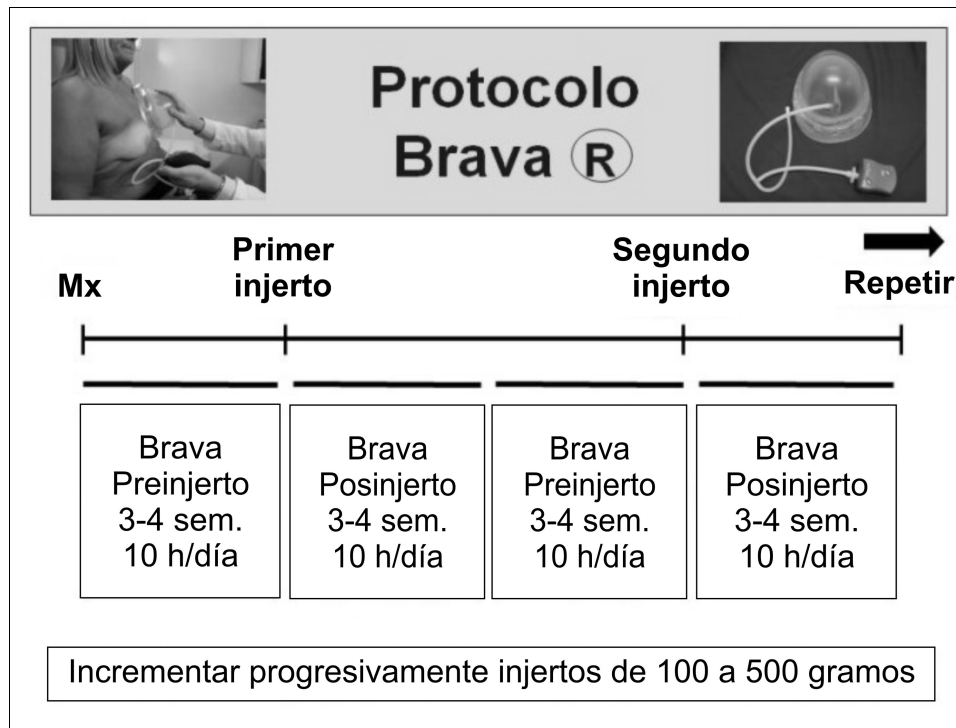 Protocolo
Brava R
Mx
Primer
injerto
Segundo
injerto
Repetir
Brava
Preinjerto
3-4 sem.
10 h/día
Brava
Posinjerto
3-4 sem.
10 h/día
Brava
Preinjerto
3-4 sem.
10 h/día
Brava
Posinjerto
3-4 sem.
10 h/día
Incrementar progresivamente injertos de 100 a 500 gramos